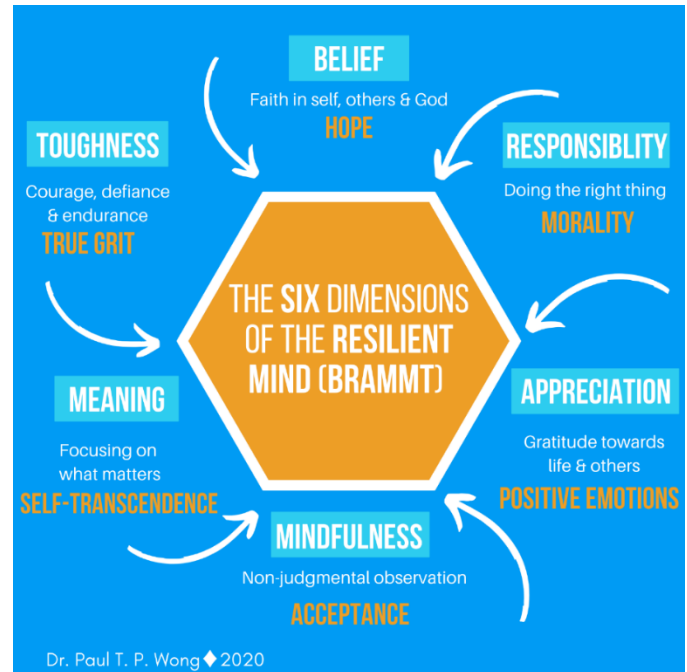 BELIEF
Faith in self, others & God
HOPE
RESPONSIBLITY
Doing the right thing
MORALITY
APPRECIATION
Gratitude towards
life & others
POSITIVE EMOTIONS
MINDFULNESS
Non-judgmental observation
ACCEPTANCE
MEANING
Focusing on
what matters
SELF-TRANSCENDENCE
TOUGHNESS
Courage, defiance
& endurance
TRUE GRIT
THE SIX DIMENSIONS
OF THE RESILIENT
MIND (BRAMMT)
Dr. Paul T. P. Wong ♦ 2020